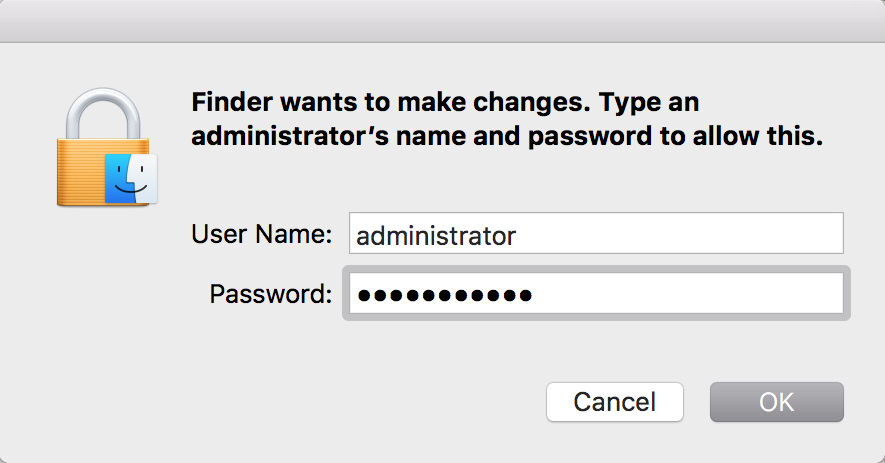 Finder wants to make changes. Type an
administrator’s name and password to allow this.
User Name: administrator
Password: •••••••••••
Cancel OK